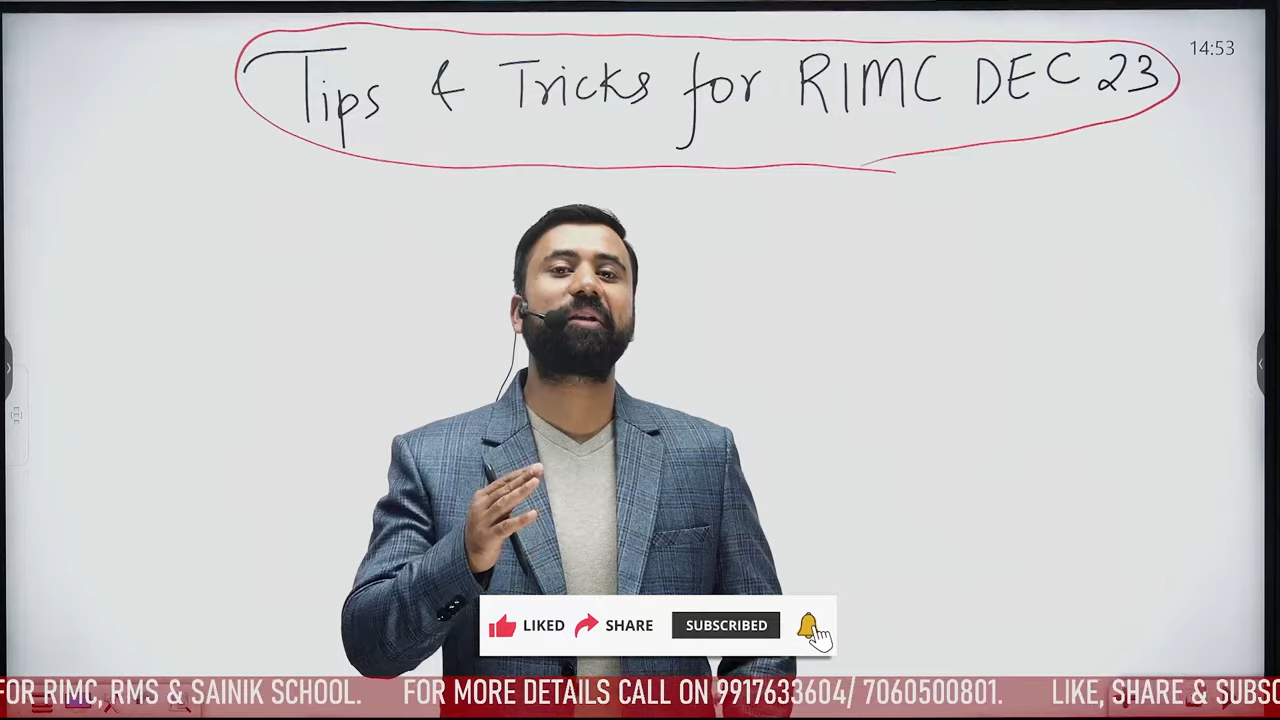 Tips & Tricks for RIMC DEC 23
14:53
LIKED SHARE SUBSCRIBED
FOR RIMC, RMS & SAINIK SCHOOL. FOR MORE DETAILS CALL ON 9917633604/ 7060500801. LIKE, SHARE & SUBSC